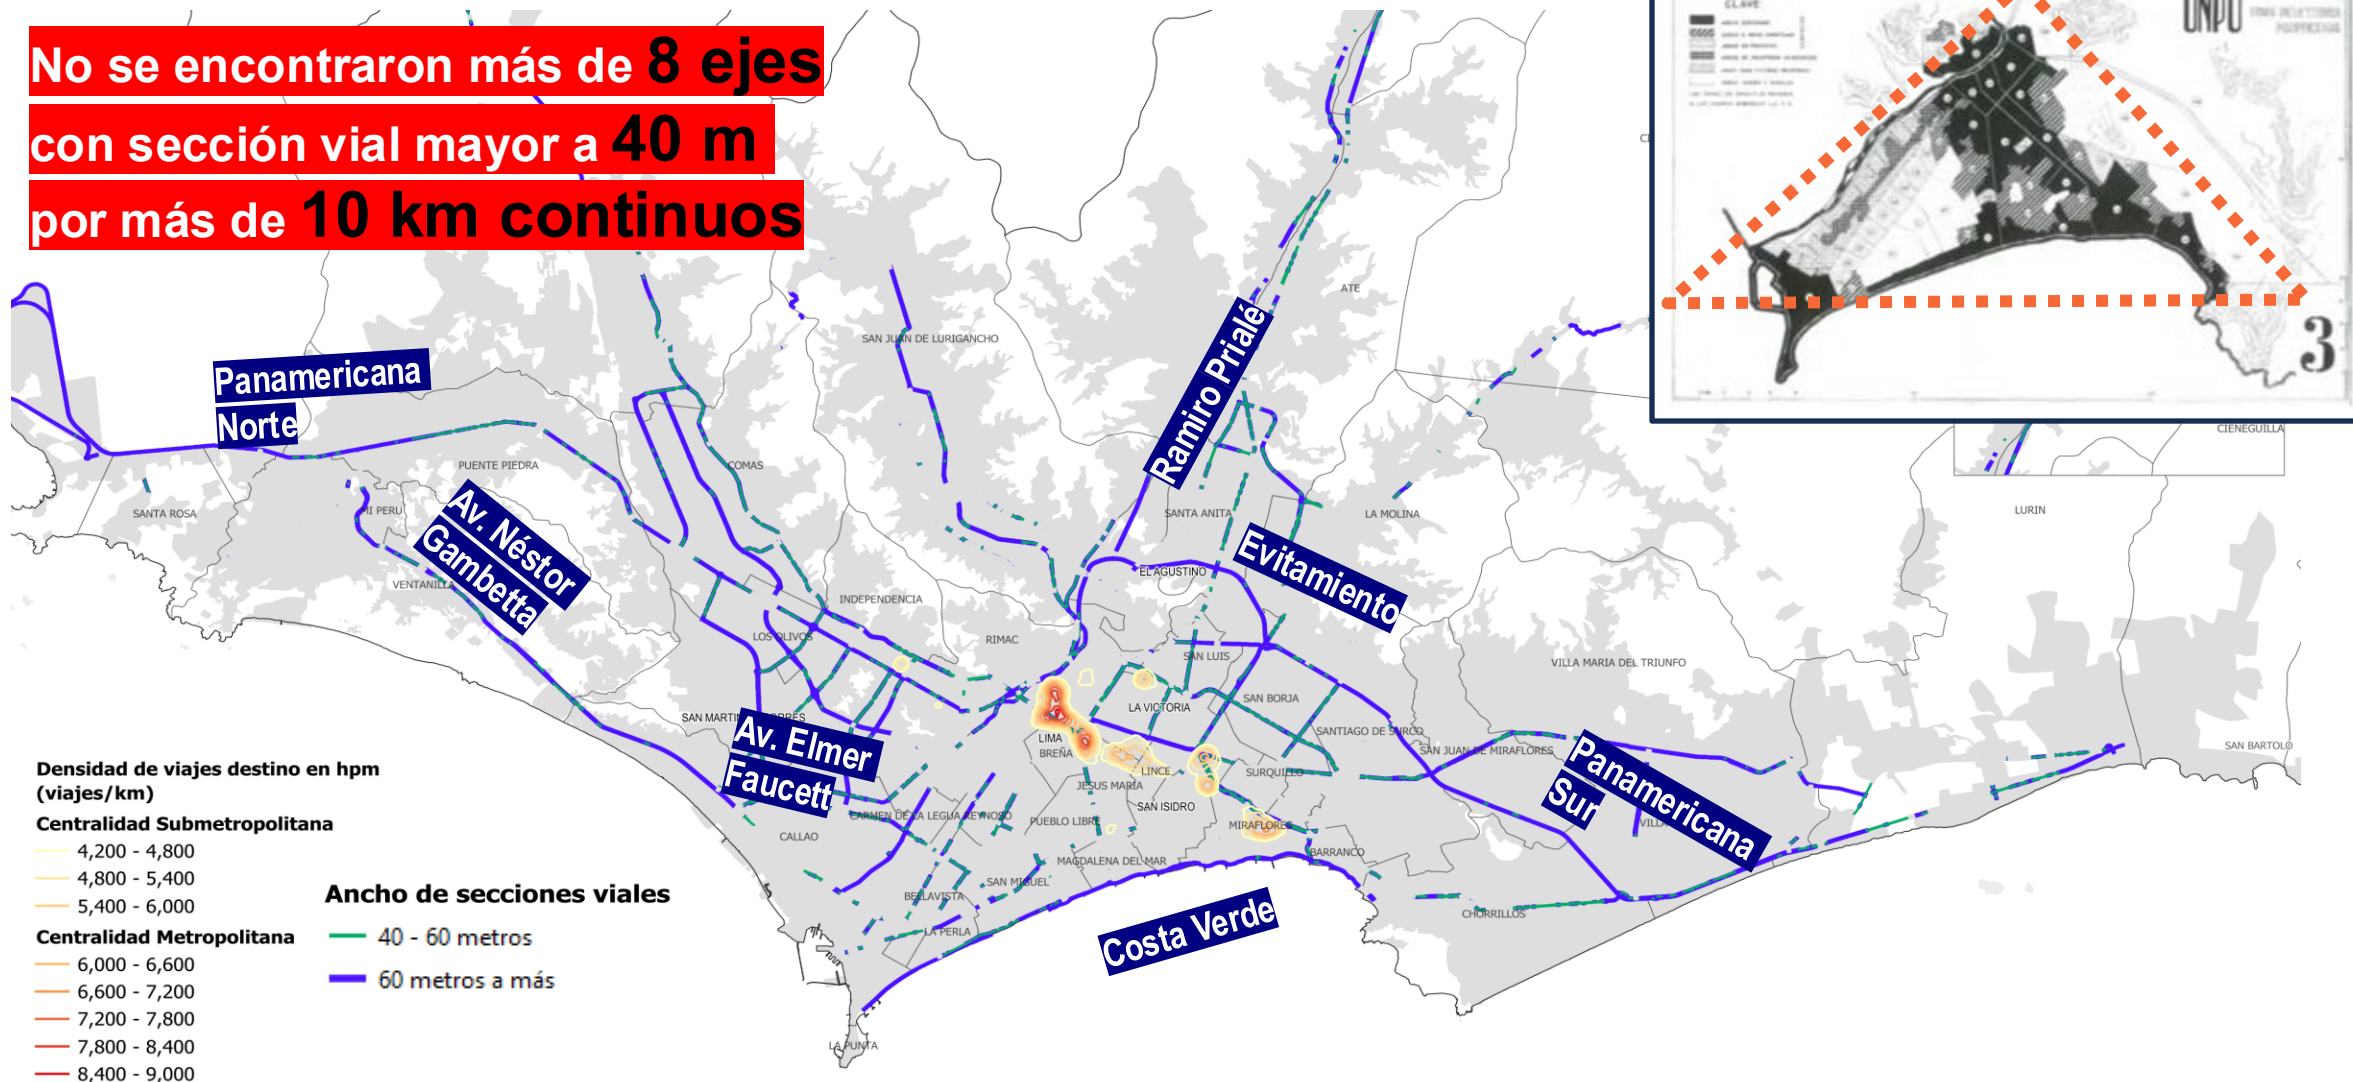 No se encontraron más de 8 ejes
con sección vial mayor a 40 m
por más de 10 km continuos
CLAVE
ONPU
3
Panamericana
Norte
Av. Néstor
Gambetta
Ramiro Prialé
Evitamiento
Av. Elmer
Faucett
Panamericana
Sur
Costa Verde
ATE
SAN JUAN DE LURIGANCHO
CIENEGUILLA
PUENTE PIEDRA
COMAS
SANTA ROSA
MI PERU
SANTA ANITA
LA MOLINA
LURIN
VENTANILLA
EL AGUSTINO
INDEPENDENCIA
LOS OLIVOS
RIMAC
SAN LUIS
VILLA MARIA DEL TRIUNFO
SAN BORJA
LA VICTORIA
SANTIAGO DE SURCO
SAN JUAN DE MIRAFLORES
SAN BARTOLO
LIMA
BREÑA
LINCE
SURQUILLO
JESUS MARIA
SAN ISIDRO
CARMEN DE LA LEGUA REYNOSO
PUEBLO LIBRE
MIRAFLORES
CALLAO
BARRANCO
MAGDALENA DEL MAR
SAN MIGUEL
BELLAVISTA
CHORRILLOS
LA PERLA
LA PUNTA
Densidad de viajes destino en hpm
(viajes/km)
Centralidad Submetropolitana
4,200 - 4,800
4,800 - 5,400
5,400 - 6,000
Centralidad Metropolitana
6,000 - 6,600
6,600 - 7,200
7,200 - 7,800
7,800 - 8,400
8,400 - 9,000
Ancho de secciones viales
40 - 60 metros
60 metros a más